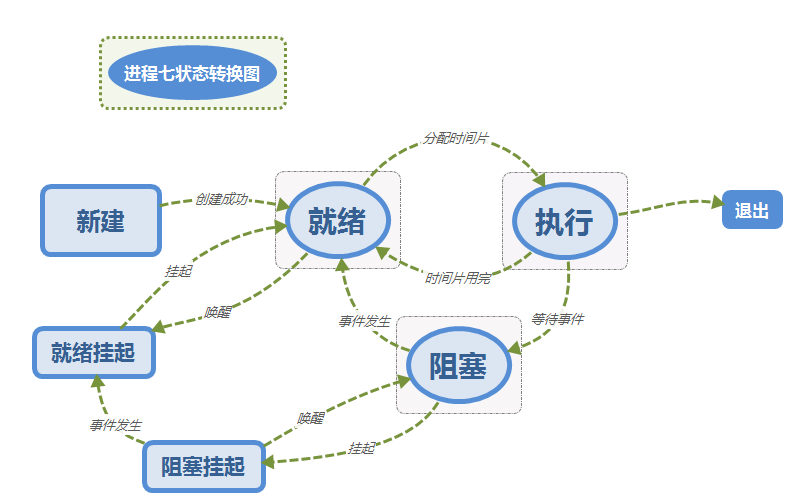 进程七状态转换图
分配时间片
新建
创建成功
就绪
执行
退出
挂起
时间片用完
唤醒
事件发生
等待事件
就绪挂起
阻塞
事件发生
唤醒
挂起
阻塞挂起